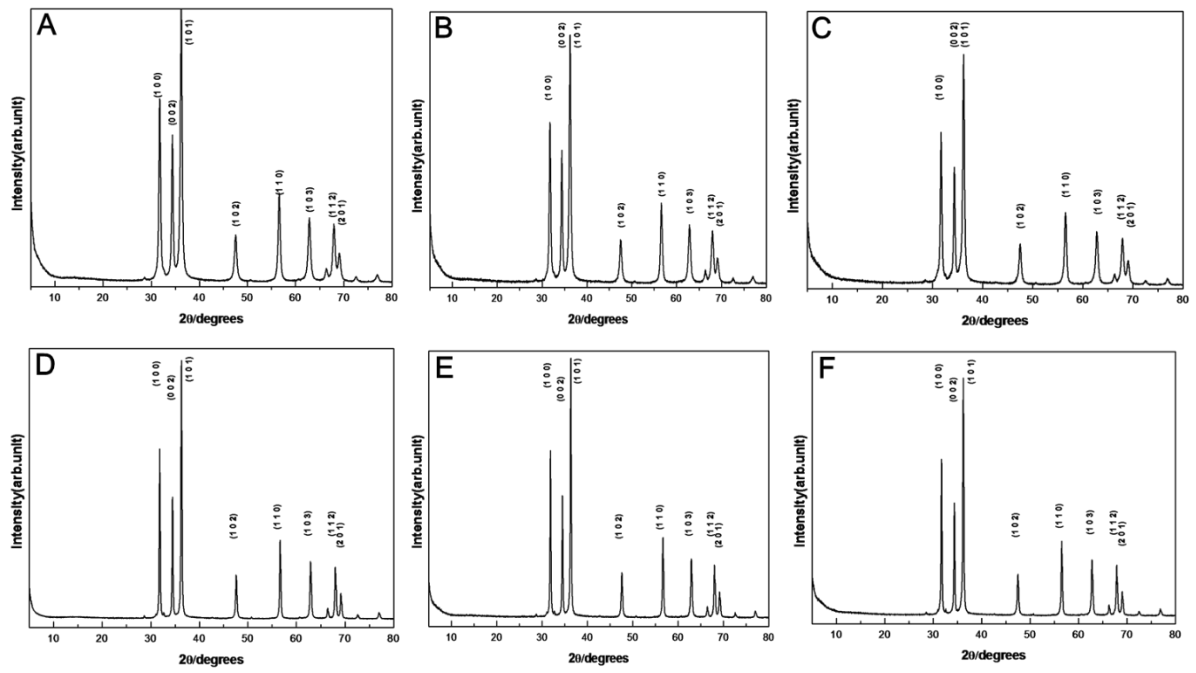 A
(1 0 0)
(0 0 2)
(1 0 1)
(1 0 2)
(1 1 0)
(1 0 3)
(1 1 2)
(2 0 1)
Intensity(arb.unit)
10 20 30 40 50 60 70 80
2θ/degrees
B
(1 0 0)
(0 0 2)
(1 0 1)
(1 0 2)
(1 1 0)
(1 0 3)
(1 1 2)
(2 0 1)
Intensity(arb.unit)
10 20 30 40 50 60 70 80
2θ/degrees
C
(1 0 0)
(0 0 2)
(1 0 1)
(1 0 2)
(1 1 0)
(1 0 3)
(1 1 2)
(2 0 1)
Intensity(arb.unit)
10 20 30 40 50 60 70 80
2θ/degrees
D
(1 0 0)
(0 0 2)
(1 0 1)
(1 0 2)
(1 1 0)
(1 0 3)
(1 1 2)
(2 0 1)
Intensity(arb.unit)
10 20 30 40 50 60 70 80
2θ/degrees
E
(1 0 0)
(0 0 2)
(1 0 1)
(1 0 2)
(1 1 0)
(1 0 3)
(1 1 2)
(2 0 1)
Intensity(arb.unit)
10 20 30 40 50 60 70 80
2θ/degrees
F
(1 0 0)
(0 0 2)
(1 0 1)
(1 0 2)
(1 1 0)
(1 0 3)
(1 1 2)
(2 0 1)
Intensity(arb.unit)
10 20 30 40 50 60 70 80
2θ/degrees